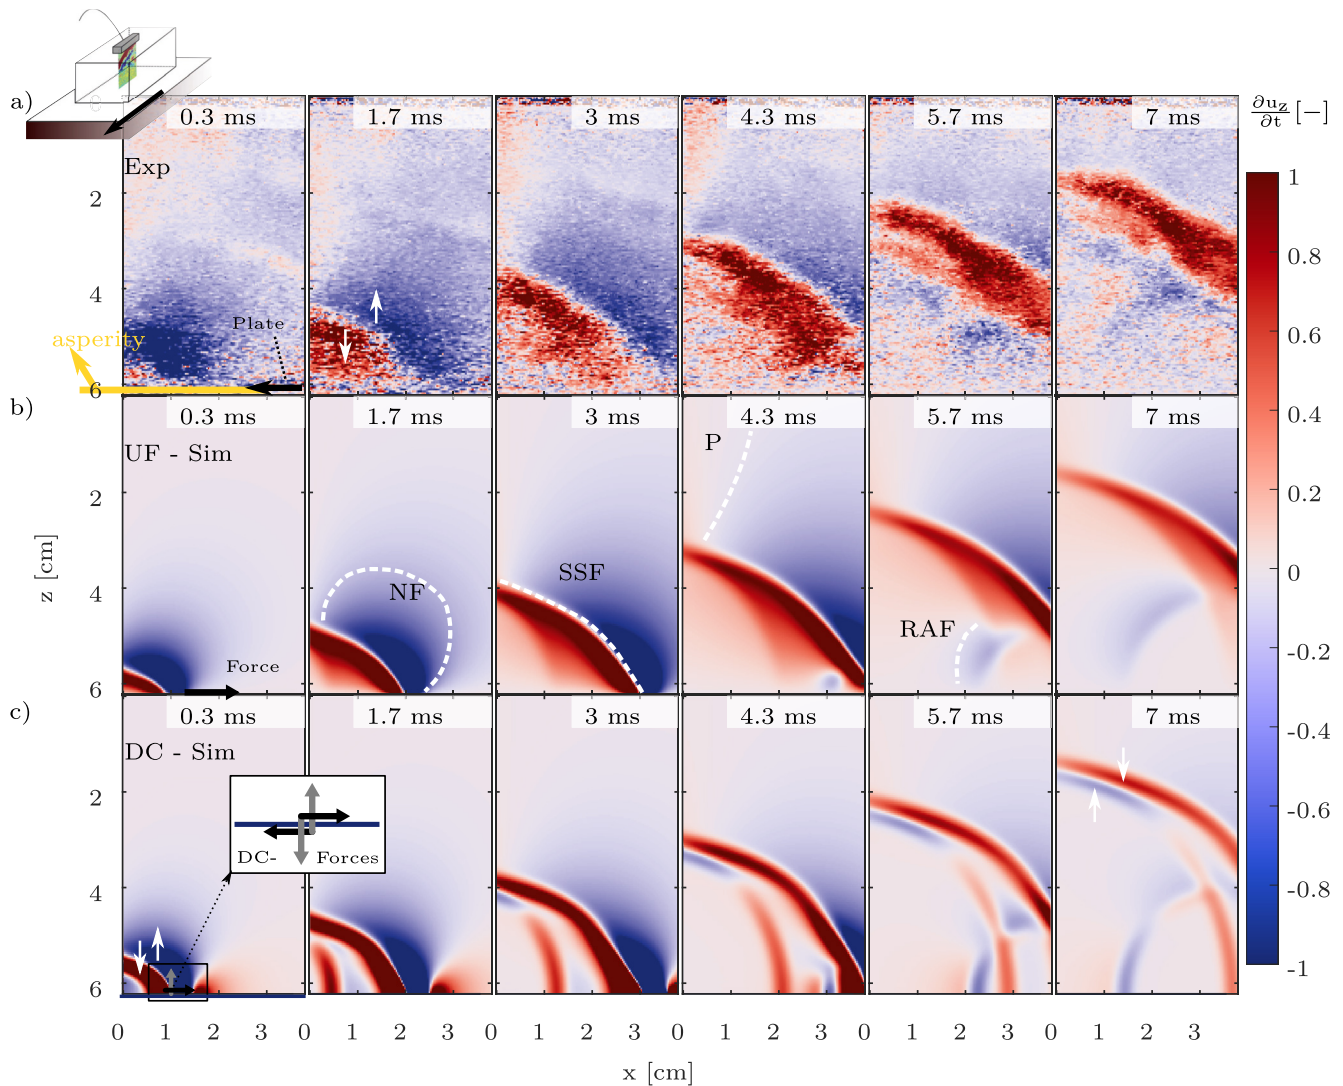 a)
0.3 ms
1.7 ms
3 ms
4.3 ms
5.7 ms
7 ms
∂u_z/∂t [−]
Exp
2
4
asperity
Plate
6
b)
0.3 ms
1.7 ms
3 ms
4.3 ms
5.7 ms
7 ms
UF - Sim
P
2
NF
SSF
4
RAF
Force
6
z [cm]
c)
0.3 ms
1.7 ms
3 ms
4.3 ms
5.7 ms
7 ms
DC - Sim
2
DC- Forces
4
6
0 1 2 3 0 1 2 3 0 1 2 3 0 1 2 3 0 1 2 3 0 1 2 3
x [cm]
1
0.8
0.6
0.4
0.2
0
-0.2
-0.4
-0.6
-0.8
-1